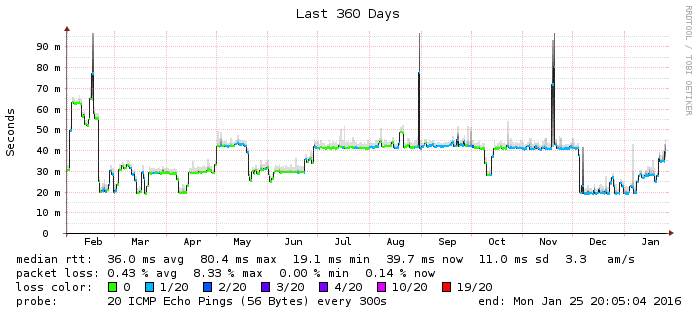 Last 360 Days
RRDTOOL / TOBI OETIKER
Seconds
90 m
80 m
70 m
60 m
50 m
40 m
30 m
20 m
10 m
0
Feb Mar Apr May Jun Jul Aug Sep Oct Nov Dec Jan
median rtt: 36.0 ms avg 80.4 ms max 19.1 ms min 39.7 ms now 11.0 ms sd 3.3 am/s
packet loss: 0.43 % avg 8.33 % max 0.00 % min 0.14 % now
loss color: 0 1/20 2/20 3/20 4/20 10/20 19/20
probe: 20 ICMP Echo Pings (56 Bytes) every 300s end: Mon Jan 25 20:05:04 2016